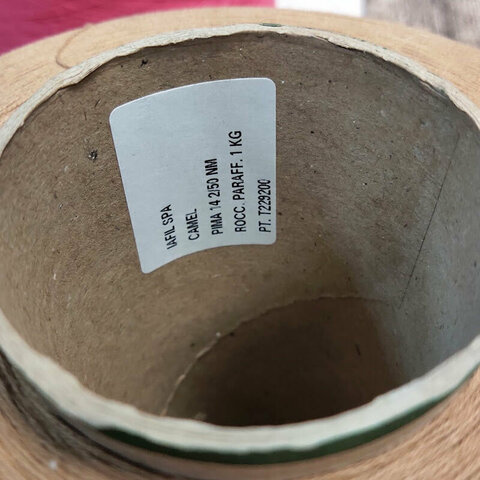 IAFIL SPA
CAMEL
PIMA 14 2/50 NM
ROCC. PARAFF. 1 KG
PT. T229200